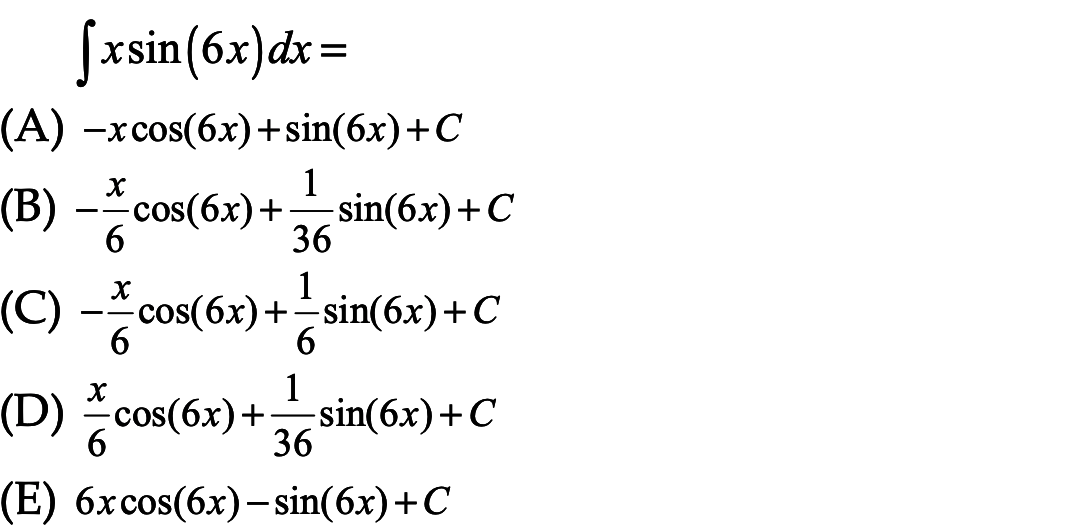 ∫xsin(6x)dx=
(A) −xcos(6x)+sin(6x)+C
(B) −x/6 cos(6x)+1/36 sin(6x)+C
(C) −x/6 cos(6x)+1/6 sin(6x)+C
(D) x/6 cos(6x)+1/36 sin(6x)+C
(E) 6xcos(6x)−sin(6x)+C